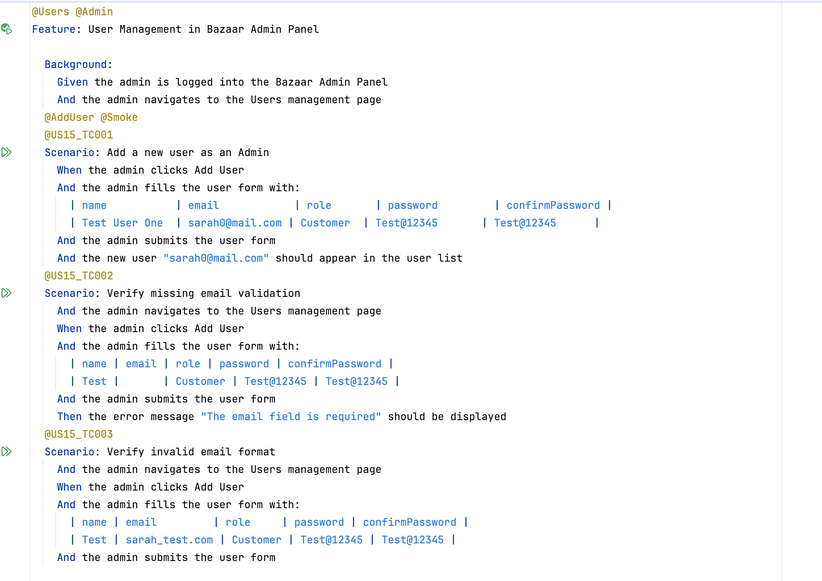 @Users @Admin
Feature: User Management in Bazaar Admin Panel
Background:
Given the admin is logged into the Bazaar Admin Panel
And the admin navigates to the Users management page
@AddUser @Smoke
@US15_TC001
Scenario: Add a new user as an Admin
When the admin clicks Add User
And the admin fills the user form with:
| name | email | role | password | confirmPassword |
| Test User One | sarah0@mail.com | Customer | Test@12345 | Test@12345 |
And the admin submits the user form
And the new user "sarah0@mail.com" should appear in the user list
@US15_TC002
Scenario: Verify missing email validation
And the admin navigates to the Users management page
When the admin clicks Add User
And the admin fills the user form with:
| name | email | role | password | confirmPassword |
| Test | | Customer | Test@12345 | Test@12345 |
And the admin submits the user form
Then the error message "The email field is required" should be displayed
@US15_TC003
Scenario: Verify invalid email format
And the admin navigates to the Users management page
When the admin clicks Add User
And the admin fills the user form with:
| name | email | role | password | confirmPassword |
| Test | sarah_test.com | Customer | Test@12345 | Test@12345 |
And the admin submits the user form